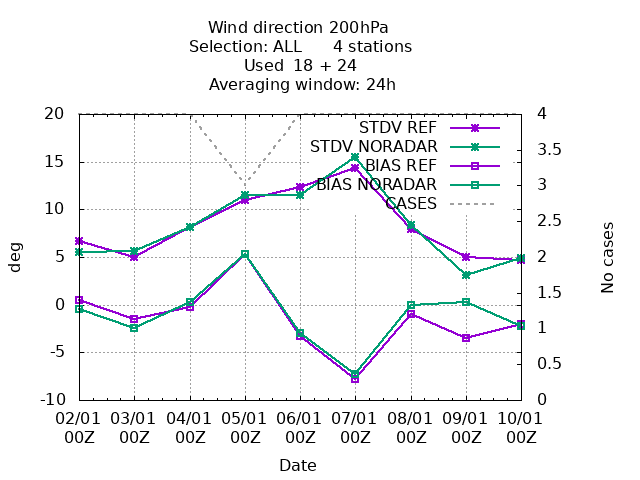 Wind direction 200hPa
Selection: ALL      4 stations
Used  18 + 24
Averaging window: 24h
STDV REF
STDV NORADAR
BIAS REF
BIAS NORADAR
CASES
20
15
10
5
0
-5
-10
deg
4
3.5
3
2.5
2
1.5
1
0.5
0
No cases
02/01 03/01 04/01 05/01 06/01 07/01 08/01 09/01 10/01
00Z 00Z 00Z 00Z 00Z 00Z 00Z 00Z 00Z
Date